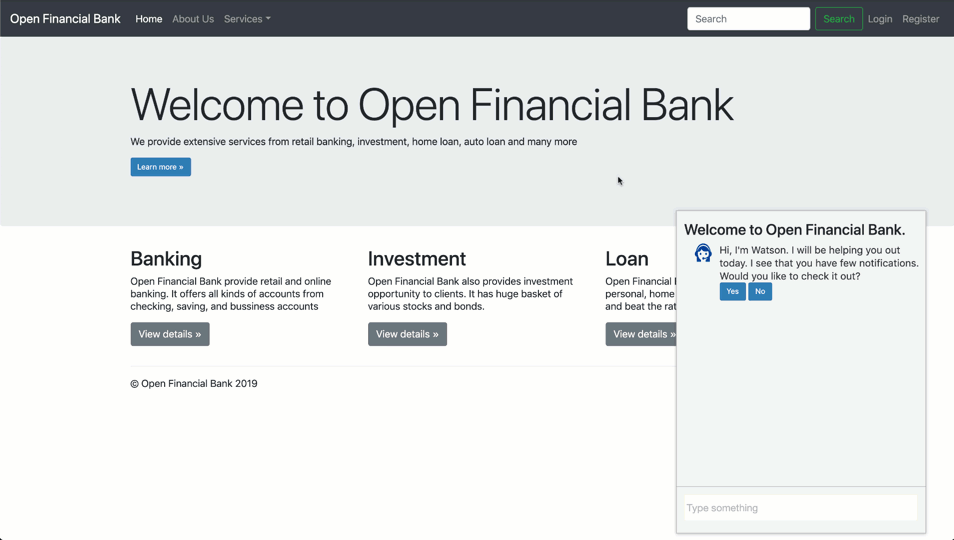 Open Financial Bank Home About Us Services Search Search Login Register
Welcome to Open Financial Bank
We provide extensive services from retail banking, investment, home loan, auto loan and many more
Learn more »
Banking
Open Financial Bank provide retail and online
banking. It offers all kinds of accounts from
checking, saving, and bussiness accounts
View details »
Investment
Open Financial Bank also provides investment
opportunity to clients. It has huge basket of
various stocks and bonds.
View details »
Loan
Open Financial
personal, home
and beat the rat
View details »
© Open Financial Bank 2019
Welcome to Open Financial Bank.
Hi, I'm Watson. I will be helping you out
today. I see that you have few notifications.
Would you like to check it out?
Yes No
Type something